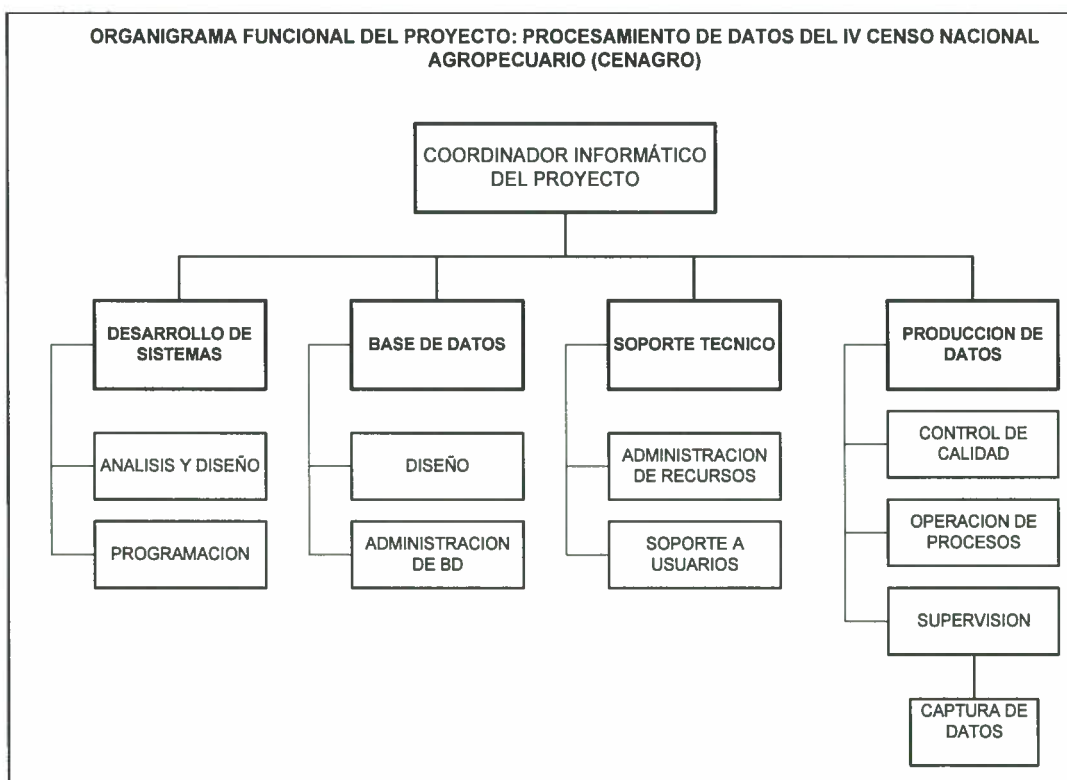 ORGANIGRAMA FUNCIONAL DEL PROYECTO: PROCESAMIENTO DE DATOS DEL IV CENSO NACIONAL
AGROPECUARIO (CENAGRO)
COORDINADOR INFORMÁTICO
DEL PROYECTO
DESARROLLO DE
SISTEMAS
ANALISIS Y DISEÑO
PROGRAMACION
BASE DE DATOS
DISEÑO
ADMINISTRACION
DE BD
SOPORTE TECNICO
ADMINISTRACION
DE RECURSOS
SOPORTE A
USUARIOS
PRODUCCION DE
DATOS
CONTROL DE
CALIDAD
OPERACION DE
PROCESOS
SUPERVISION
CAPTURA DE
DATOS